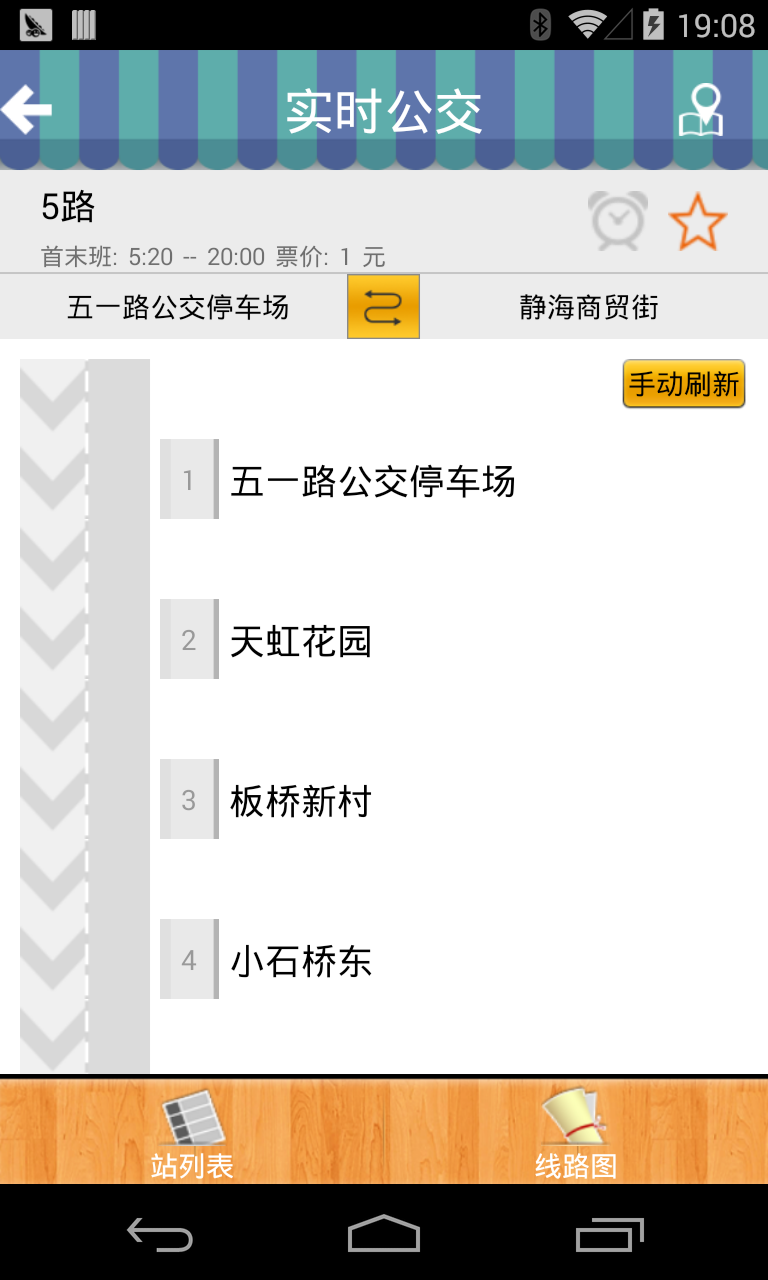 19:08
实时公交
5路
首末班: 5:20 -- 20:00 票价: 1 元
五一路公交停车场
静海商贸街
手动刷新
1 五一路公交停车场
2 天虹花园
3 板桥新村
4 小石桥东
站列表
线路图